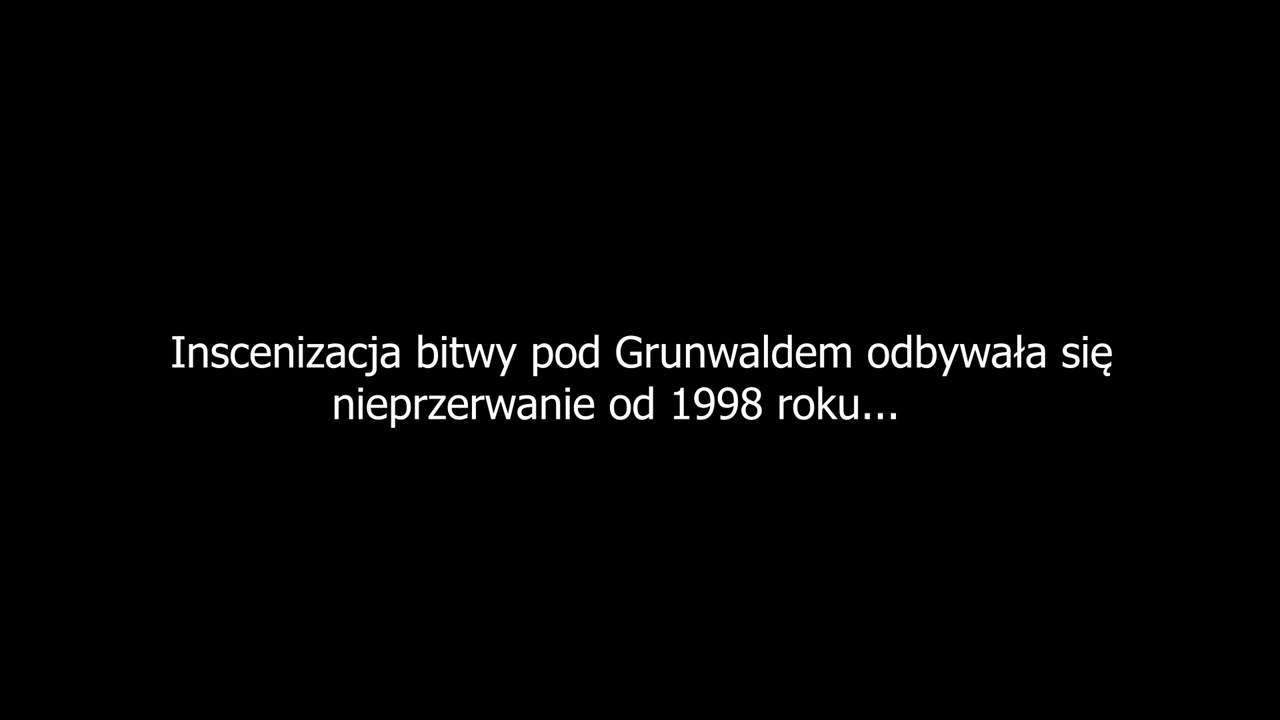 Inscenizacja bitwy pod Grunwaldem odbywała się
nieprzerwanie od 1998 roku...